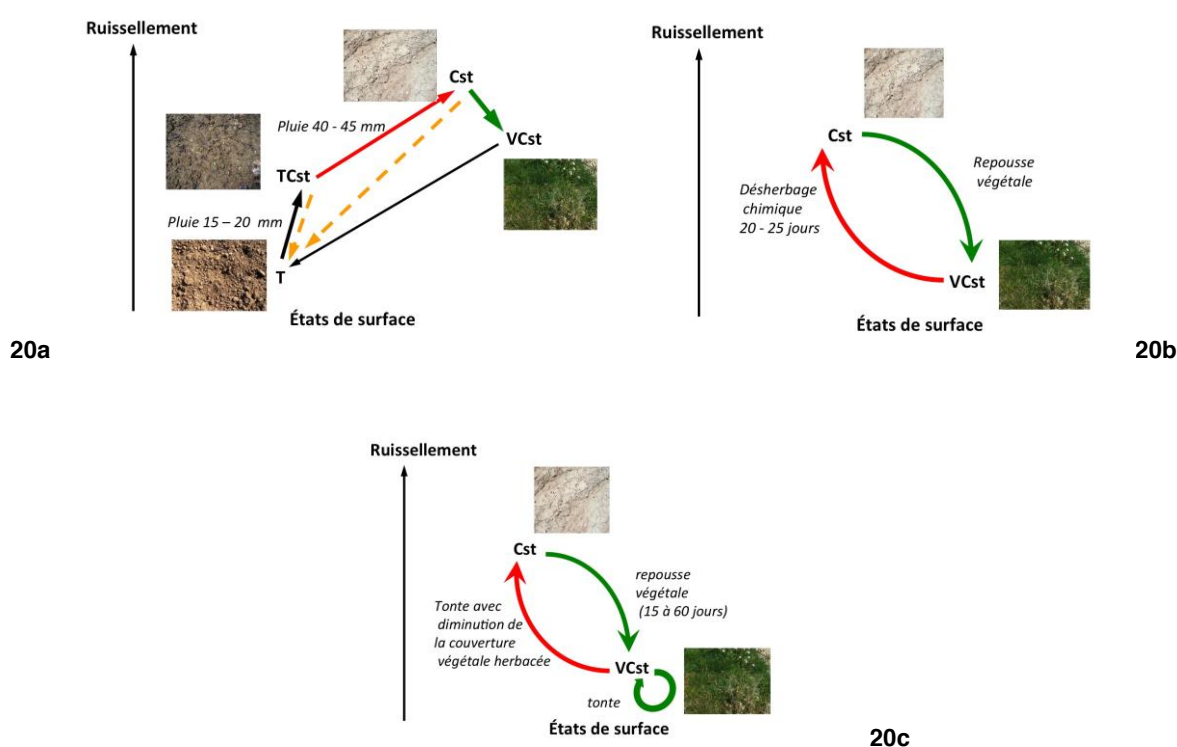 Ruissellement
Cst
Pluie 40 - 45 mm
VCst
TCst
Pluie 15 – 20 mm
T
États de surface
20a
Ruissellement
Cst
Repousse
végétale
Désherbage
chimique
20 - 25 jours
VCst
États de surface
20b
Ruissellement
Cst
repousse
végétale
(15 à 60 jours)
Tonte avec
diminution de
la couverture
végétale herbacée
VCst
tonte
États de surface
20c